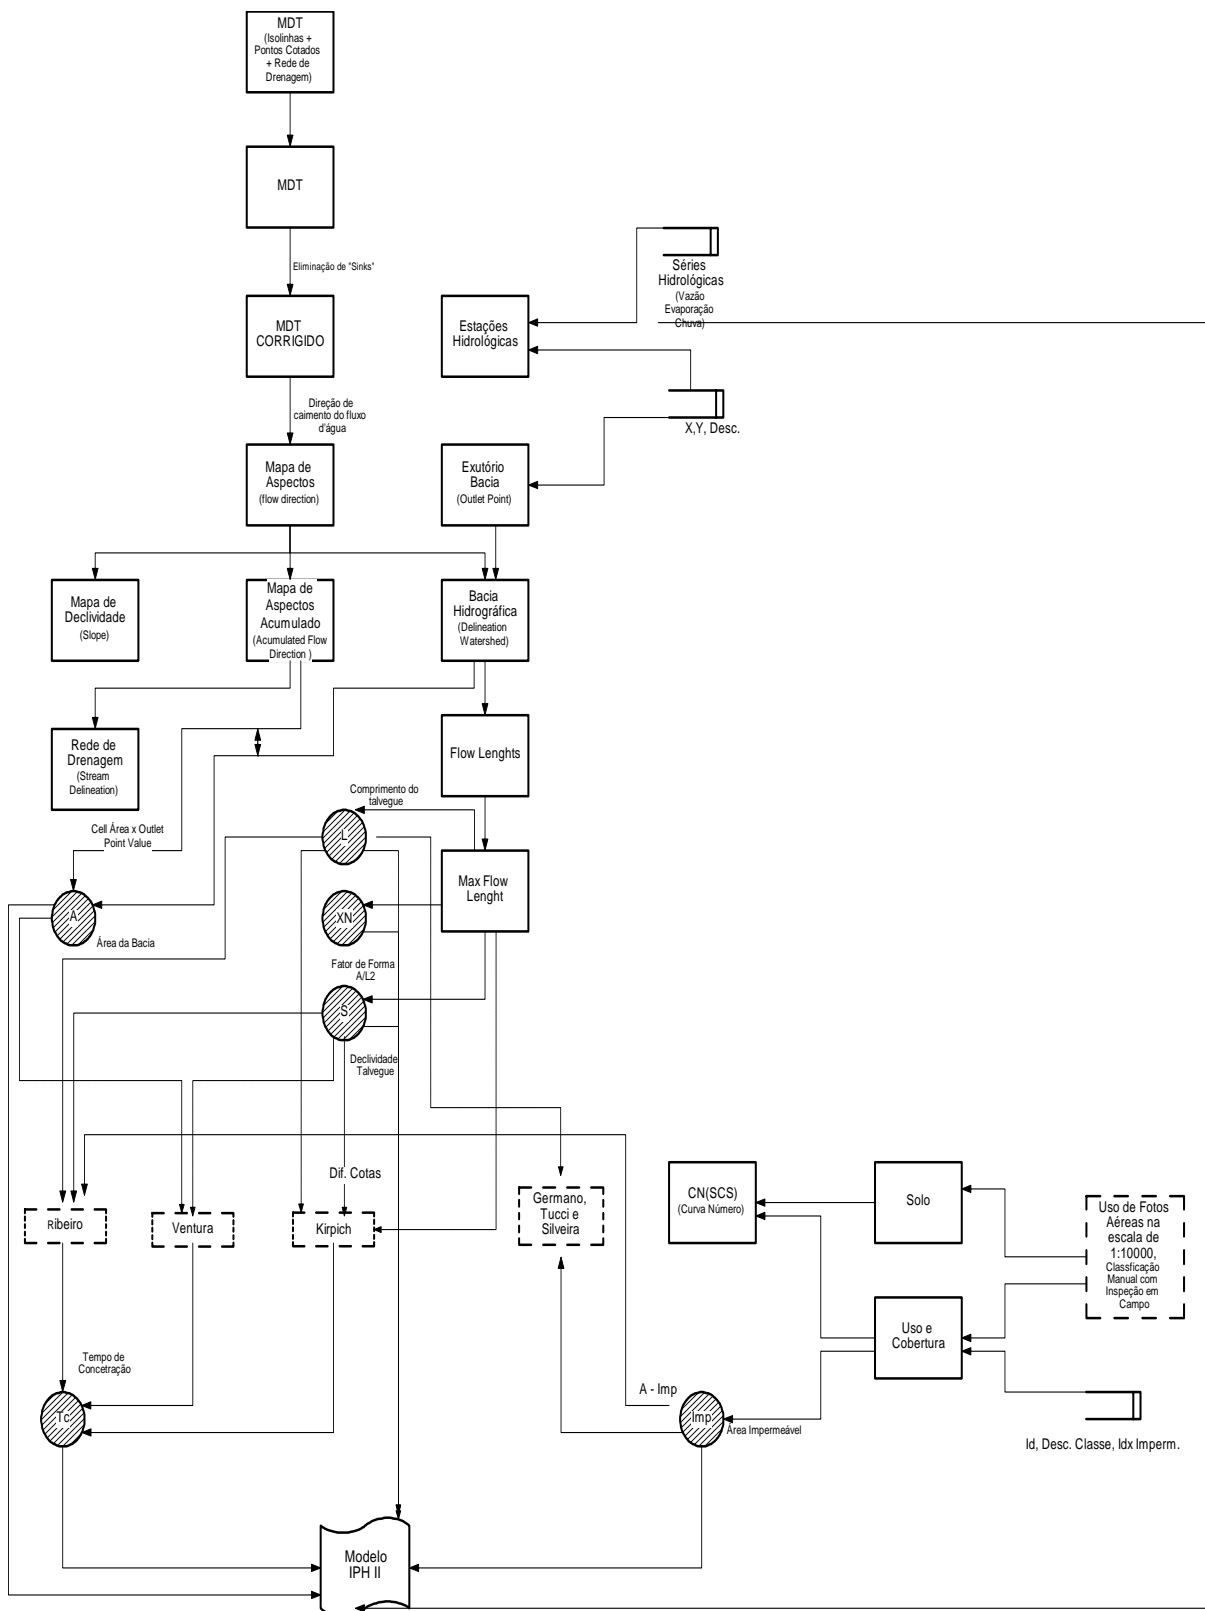 MDT
(Isolinhas +
Pontos Cotados
+ Rede de
Drenagem)
MDT
Eliminação de "Sinks"
MDT
CORRIGIDO
Estações
Hidrológicas
Séries
Hidrológicas
(Vazão
Evaporação
Chuva)
Direção de
caimento do fluxo
d'água
X,Y, Desc.
Mapa de
Aspectos
(flow direction)
Exutório
Bacia
(Outlet Point)
Mapa de
Declividade
(Slope)
Mapa de
Aspectos
Acumulado
(Acumulated Flow
Direction )
Bacia
Hidrográfica
(Delineation
Watershed)
Rede de
Drenagem
(Stream
Delineation)
Flow Lenghts
Comprimento do
talvegue
Cell Área x Outlet
Point Value
L
Max Flow
Lenght
A
Área da Bacia
XN
Fator de Forma
A/L2
S
Declividade
Talvegue
Dif. Cotas
Ribeiro
Ventura
Kirpich
Germano,
Tucci e
Silveira
CN(SCS)
(Curva Número)
Solo
Uso de Fotos
Aéreas na
escala de
1:10000,
Classficação
Manual com
Inspeção em
Campo
Uso e
Cobertura
Tempo de
Concetração
Tc
A - Imp
Imp
Área Impermeável
Id, Desc. Classe, Idx Imperm.
Modelo
IPH II